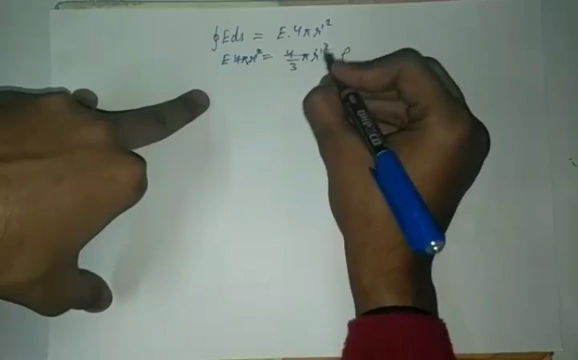 ∮Eds = E.4πr²
E 4πr² = 4/3 πr³ ρ